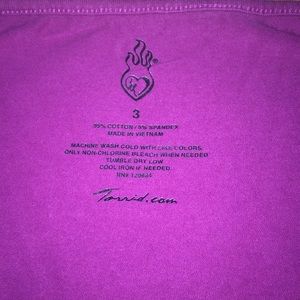 ®
3
95% COTTON / 5% SPANDEX
MADE IN VIETNAM
MACHINE WASH COLD WITH LIKE COLORS
ONLY NON-CHLORINE BLEACH WHEN NEEDED
TUMBLE DRY LOW
COOL IRON IF NEEDED
RN#
Torrid.com